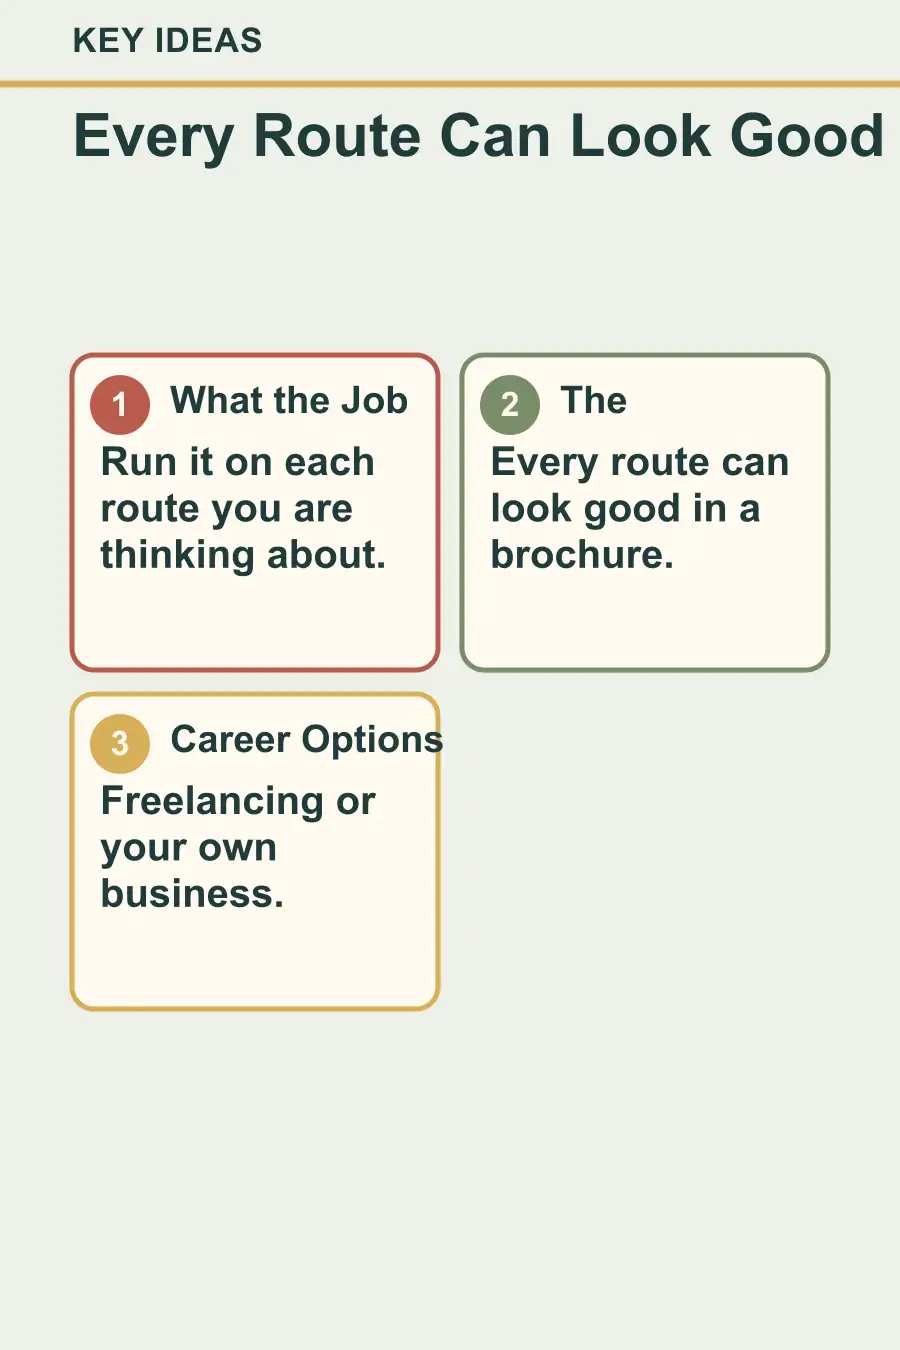 KEY IDEAS
Every Route Can Look Good
1 What the Job
Run it on each
route you are
thinking about.
2 The
Every route can
look good in a
brochure.
3 Career Options
Freelancing or
your own
business.